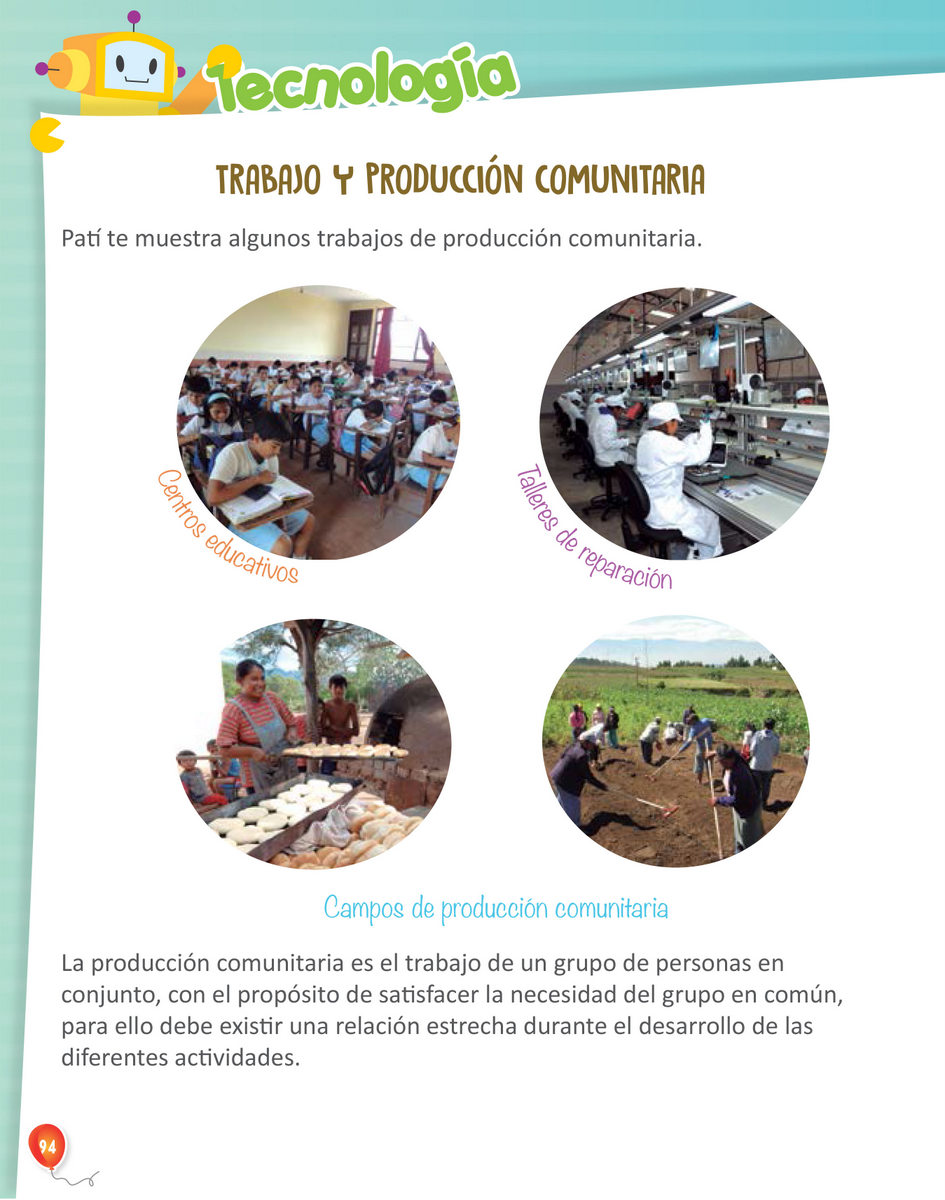 Tecnología
TRABAJO Y PRODUCCIÓN COMUNITARIA
Patí te muestra algunos trabajos de producción comunitaria.
Centros educativos
Talleres de reparación
Campos de producción comunitaria
La producción comunitaria es el trabajo de un grupo de personas en
conjunto, con el propósito de satisfacer la necesidad del grupo en común,
para ello debe existir una relación estrecha durante el desarrollo de las
diferentes actividades.
94